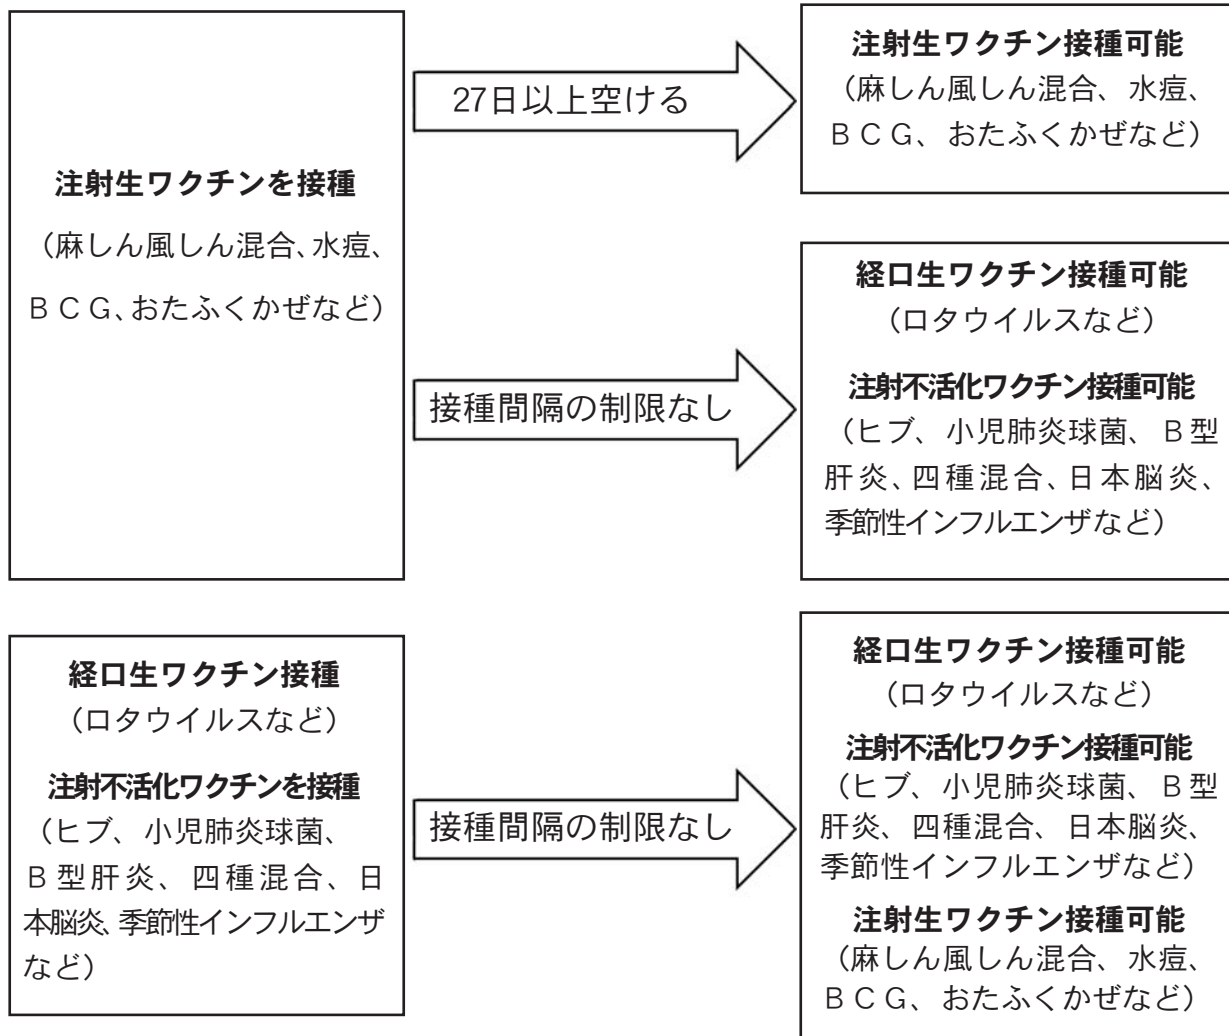 注射生ワクチンを接種
（麻しん風しん混合、水痘、
ＢＣＧ、おたふくかぜなど）
27日以上空ける
注射生ワクチン接種可能
（麻しん風しん混合、水痘、
ＢＣＧ、おたふくかぜなど）
接種間隔の制限なし
経口生ワクチン接種可能
（ロタウイルスなど）
注射不活化ワクチン接種可能
（ヒブ、小児肺炎球菌、Ｂ型
肝炎、四種混合、日本脳炎、
季節性インフルエンザなど）
経口生ワクチン接種
（ロタウイルスなど）
注射不活化ワクチンを接種
（ヒブ、小児肺炎球菌、
Ｂ型肝炎、四種混合、日
本脳炎、季節性インフルエンザ
など）
接種間隔の制限なし
経口生ワクチン接種可能
（ロタウイルスなど）
注射不活化ワクチン接種可能
（ヒブ、小児肺炎球菌、Ｂ型
肝炎、四種混合、日本脳炎、
季節性インフルエンザなど）
注射生ワクチン接種可能
（麻しん風しん混合、水痘、
ＢＣＧ、おたふくかぜなど）